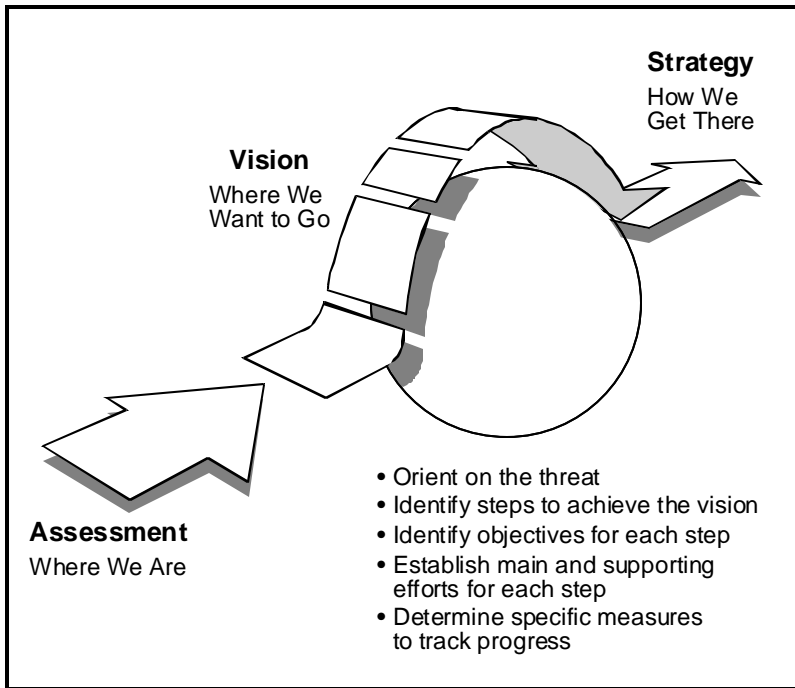 Strategy
How We
Get There
Vision
Where We
Want to Go
Assessment
Where We Are
• Orient on the threat
• Identify steps to achieve the vision
• Identify objectives for each step
• Establish main and supporting
efforts for each step
• Determine specific measures
to track progress